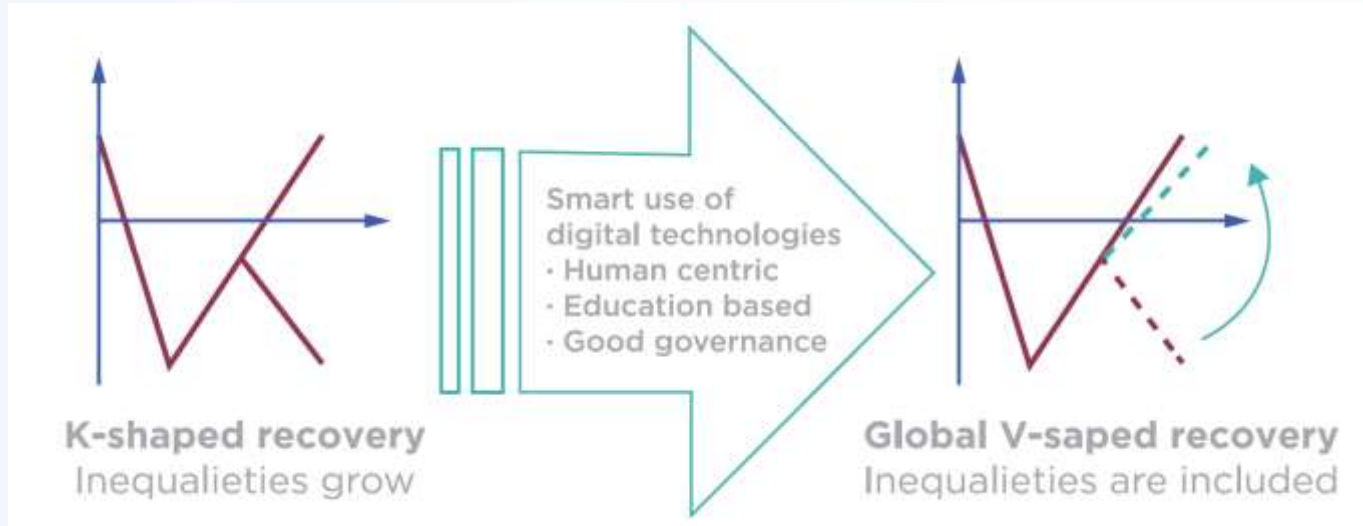 Smart use of
digital technologies
· Human centric
· Education based
· Good governance
K-shaped recovery
Inequalieties grow
Global V-saped recovery
Inequalieties are included